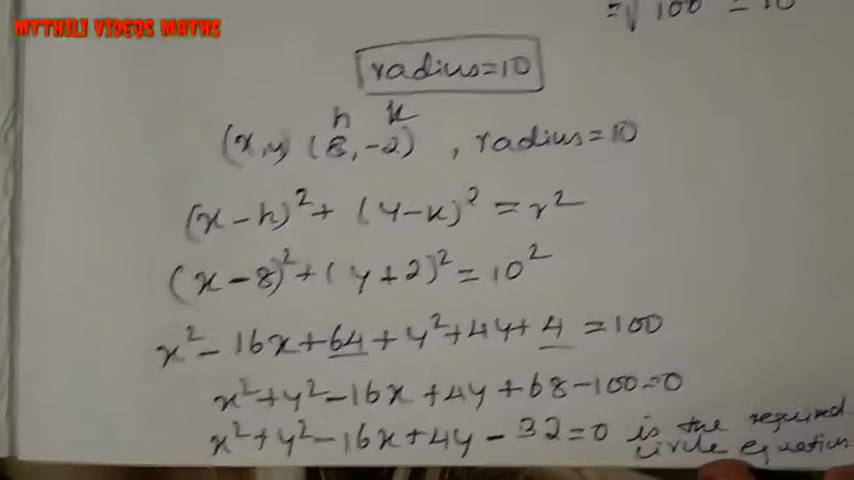 MYTHILI VIDEOS MATHS
=√100 = 10
radius=10
h k
(x,y) (8,-2) , radius=10
(x-h)²+ (y-k)² = r²
(x-8)²+(y+2)² = 10²
x²- 16x+64+y²+4y+4 =100
x²+y²-16x+4y+68-100=0
x²+y²-16x+4y-32=0 is the required
circle equation